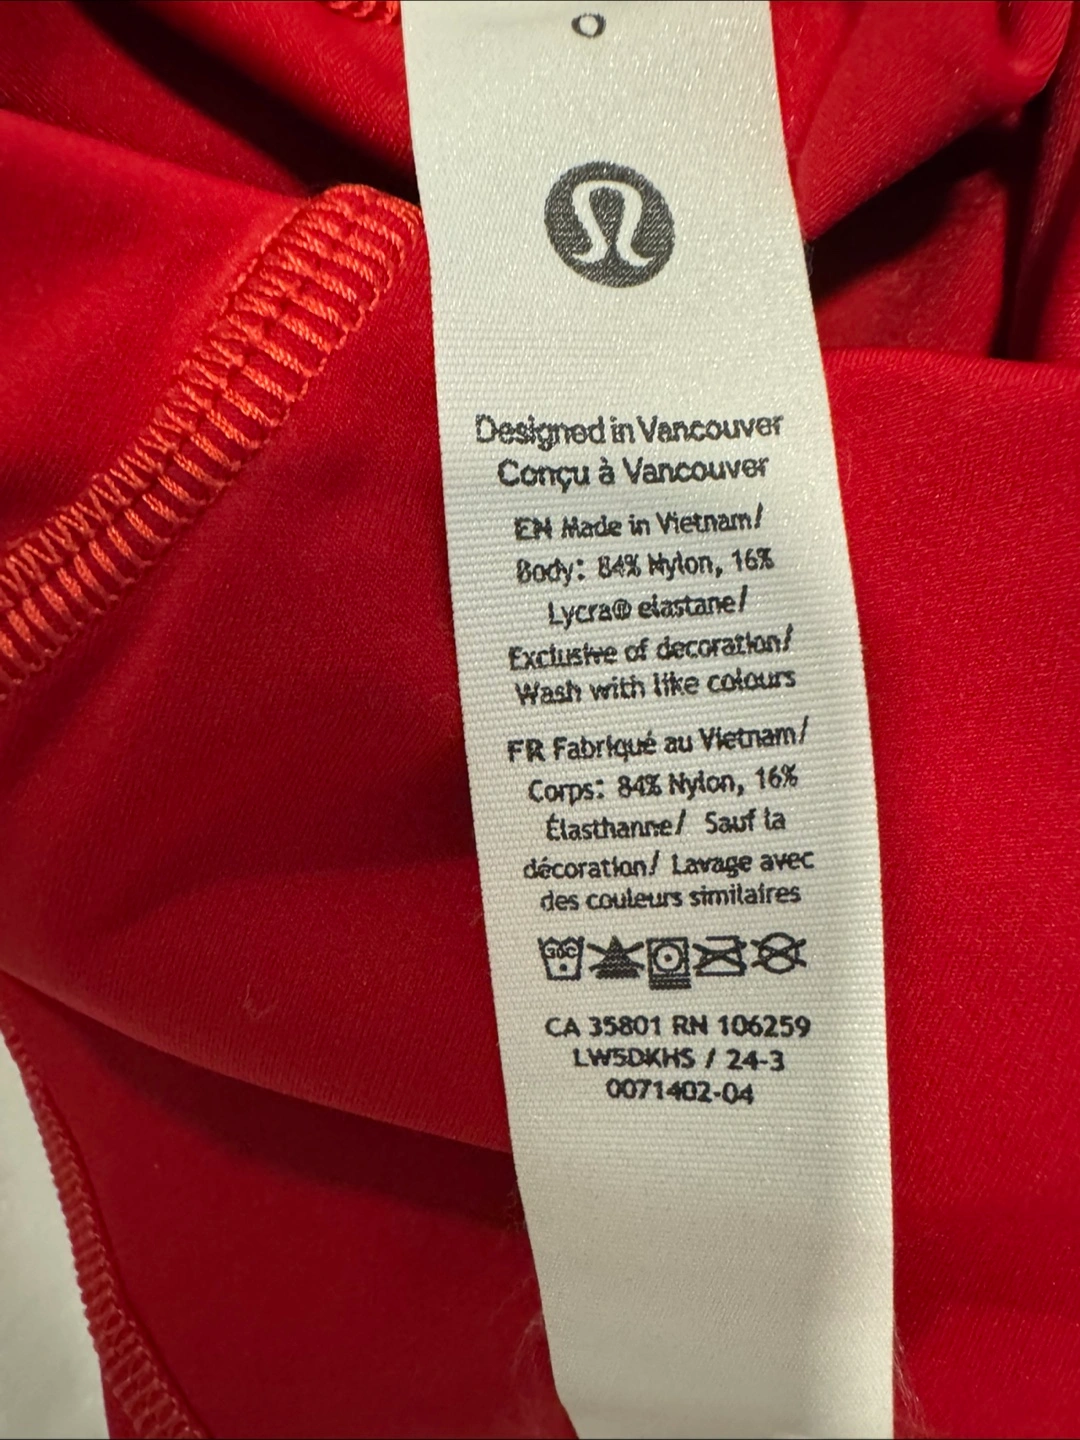 0
Designed in Vancouver
Conçu à Vancouver
EN Made in Vietnam/
Body: 84% Nylon, 16%
Lycra® elastane/
Exclusive of decoration/
Wash with like colours
FR Fabriqué au Vietnam/
Corps: 84% Nylon, 16%
Élasthanne/ Sauf la
décoration/ Lavage avec
des couleurs similaires
CA 35801 RN 106259
LW5DKHS / 24-3
0071402-04